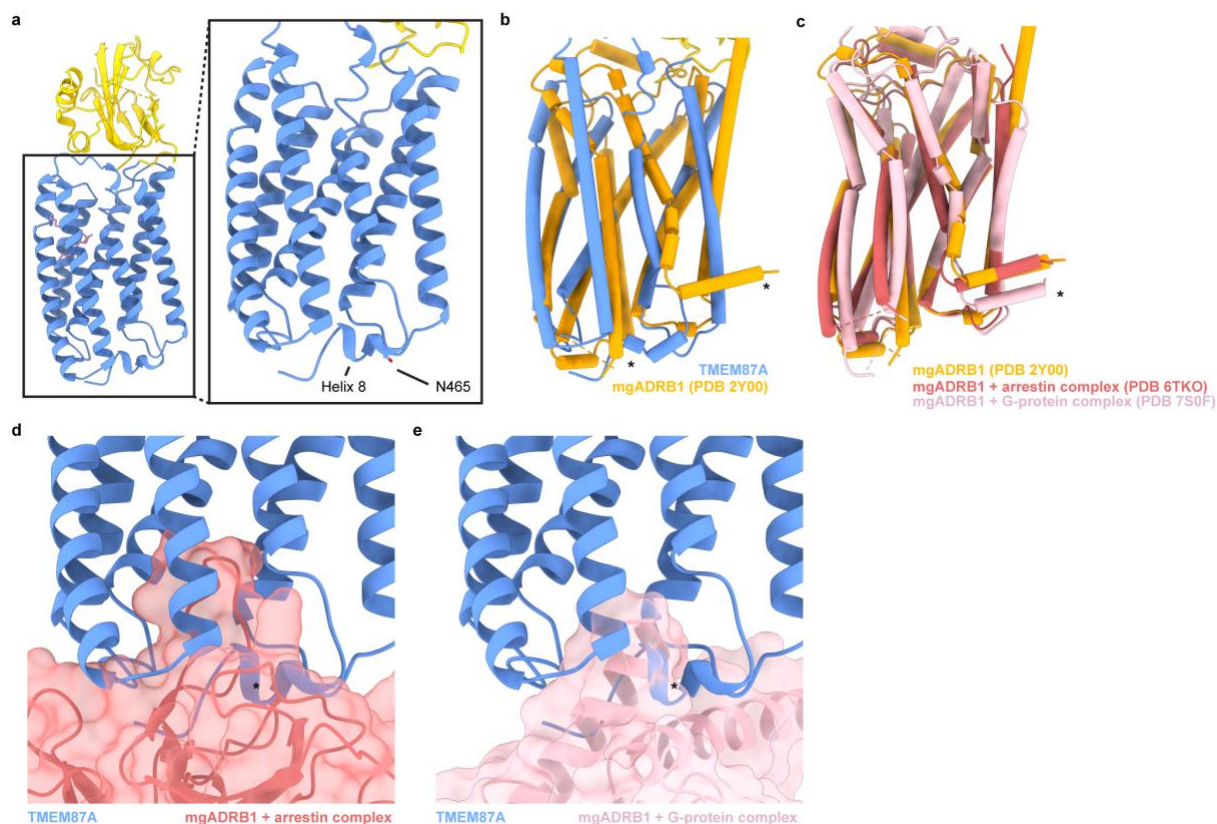 a
b
c
Helix 8
N465
*
*
TMEM87A
mgADRB1 (PDB 2Y00)
*
mgADRB1 (PDB 2Y00)
mgADRB1 + arrestin complex (PDB 6TKO)
mgADRB1 + G-protein complex (PDB 7S0F)
d
e
*
*
TMEM87A
mgADRB1 + arrestin complex
TMEM87A
mgADRB1 + G-protein complex